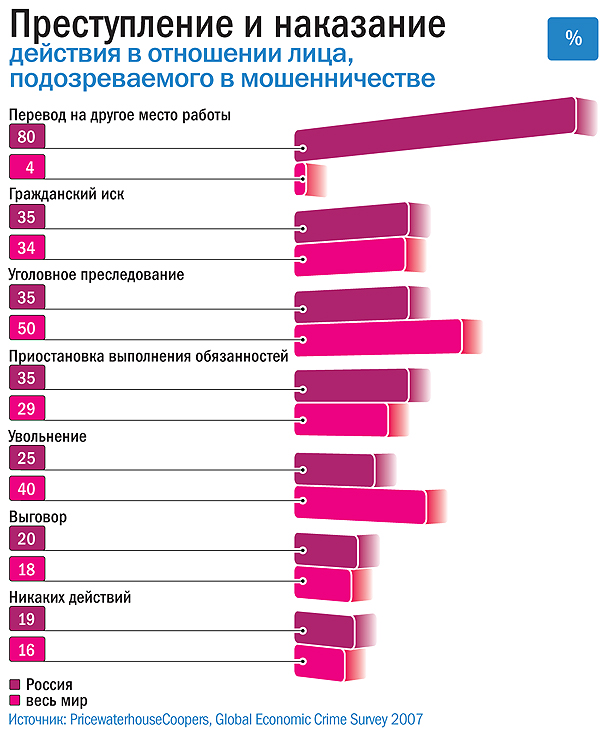 Преступление и наказание
%
действия в отношении лица,
подозреваемого в мошенничестве
Перевод на другое место работы
80
4
Гражданский иск
35
34
Уголовное преследование
35
50
Приостановка выполнения обязанностей
35
29
Увольнение
25
40
Выговор
20
18
Никаких действий
19
16
Россия
весь мир
Источник: PricewaterhouseCoopers, Global Economic Crime Survey 2007